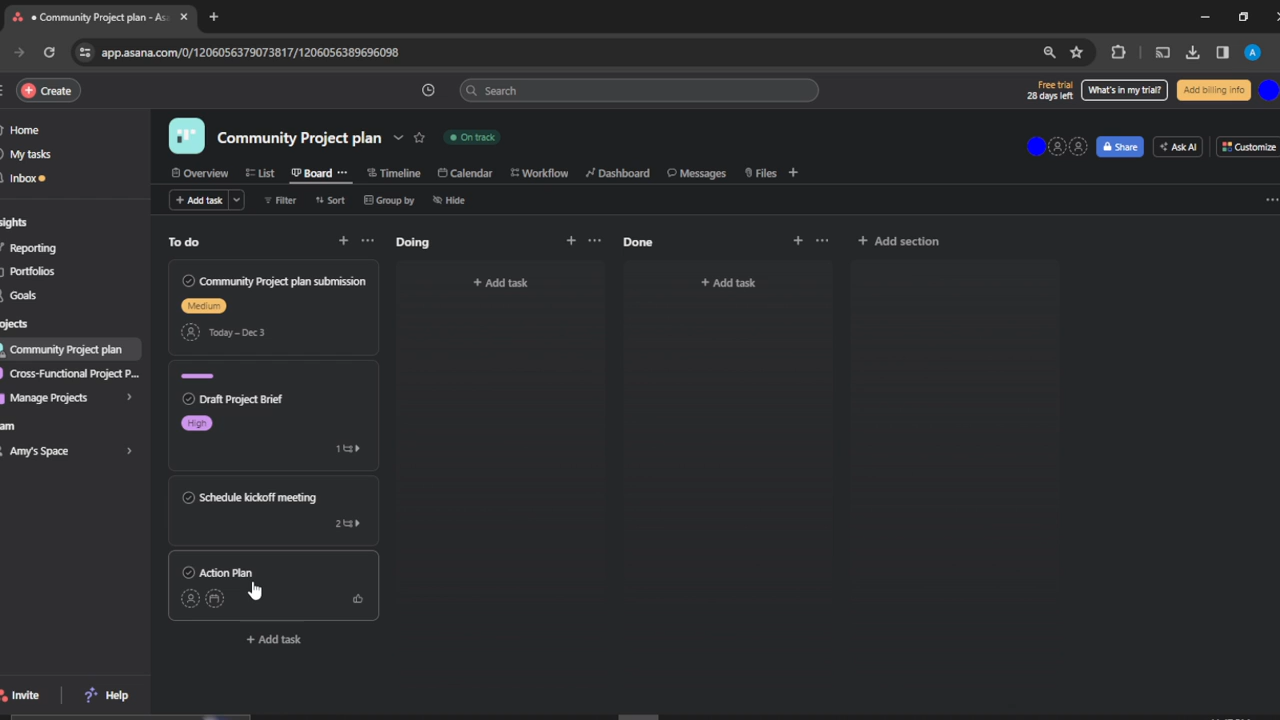 Community Project plan - Asa
app.asana.com/0/1206056379073817/1206056389696098
Create
Search
Free trial
28 days left
What's in my trial?
Add billing info
Home
My tasks
Inbox
sights
Reporting
Portfolios
Goals
ojects
Community Project plan
Cross-Functional Project P...
Manage Projects
am
Amy's Space
Invite
Help
Community Project plan
On track
Share
Ask AI
Customize
Overview
List
Board
Timeline
Calendar
Workflow
Dashboard
Messages
Files
+ Add task
Filter
Sort
Group by
Hide
To do
Community Project plan submission
Medium
Today – Dec 3
Draft Project Brief
High
1
Schedule kickoff meeting
2
Action Plan
+ Add task
Doing
+ Add task
Done
+ Add task
+ Add section